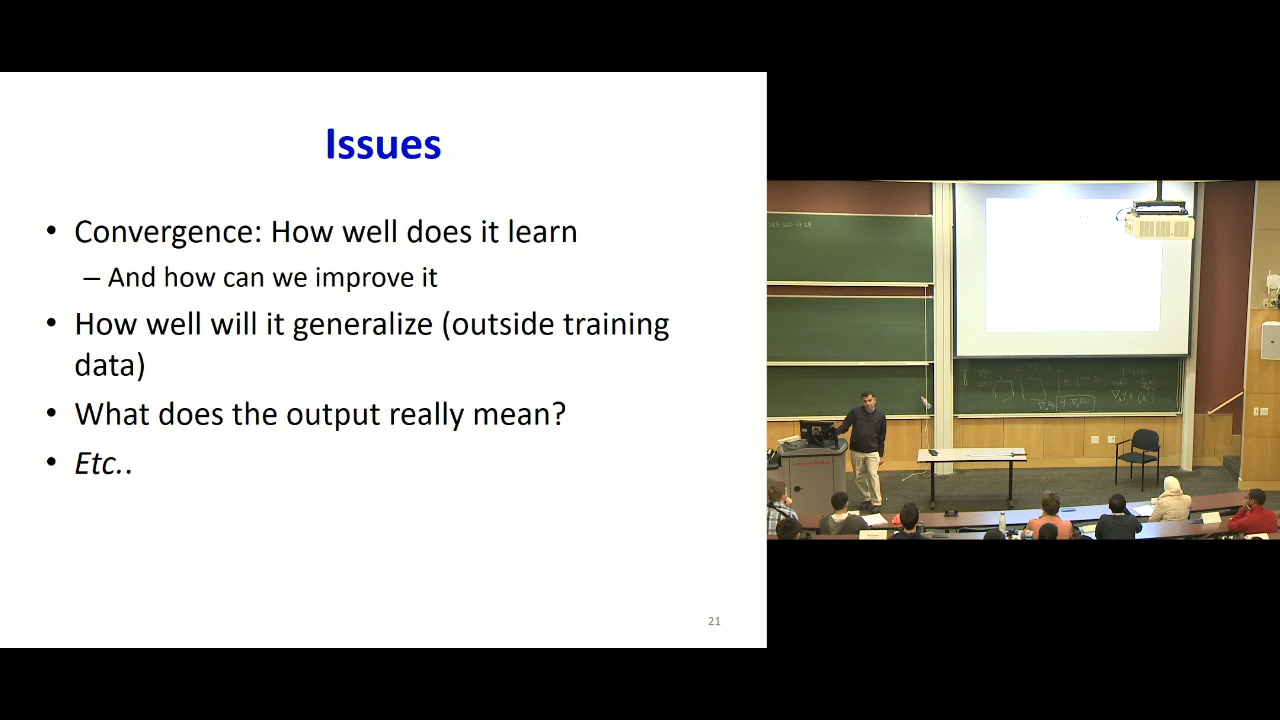 Issues
• Convergence: How well does it learn
– And how can we improve it
• How well will it generalize (outside training
data)
• What does the output really mean?
• Etc..
21